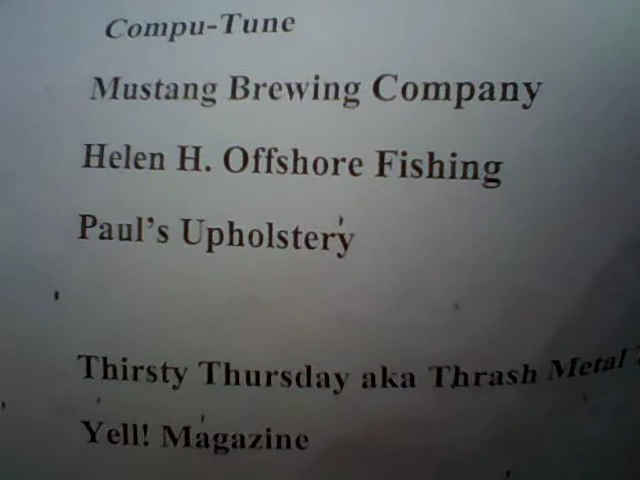 Compu-Tune
Mustang Brewing Company
Helen H. Offshore Fishing
Paul's Upholstery
Thirsty Thursday aka Thrash Metal
Yell! Magazine